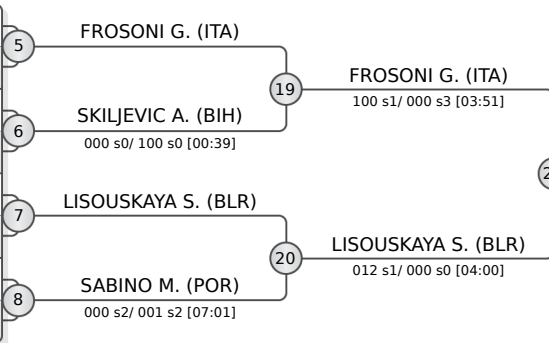 FROSONI G. (ITA)
5
19
FROSONI G. (ITA)
100 s1/ 000 s3 [03:51]
SKILJEVIC A. (BIH)
6
000 s0/ 100 s0 [00:39]
LISOUSKAYA S. (BLR)
7
20
LISOUSKAYA S. (BLR)
012 s1/ 000 s0 [04:00]
SABINO M. (POR)
8
000 s2/ 001 s2 [07:01]